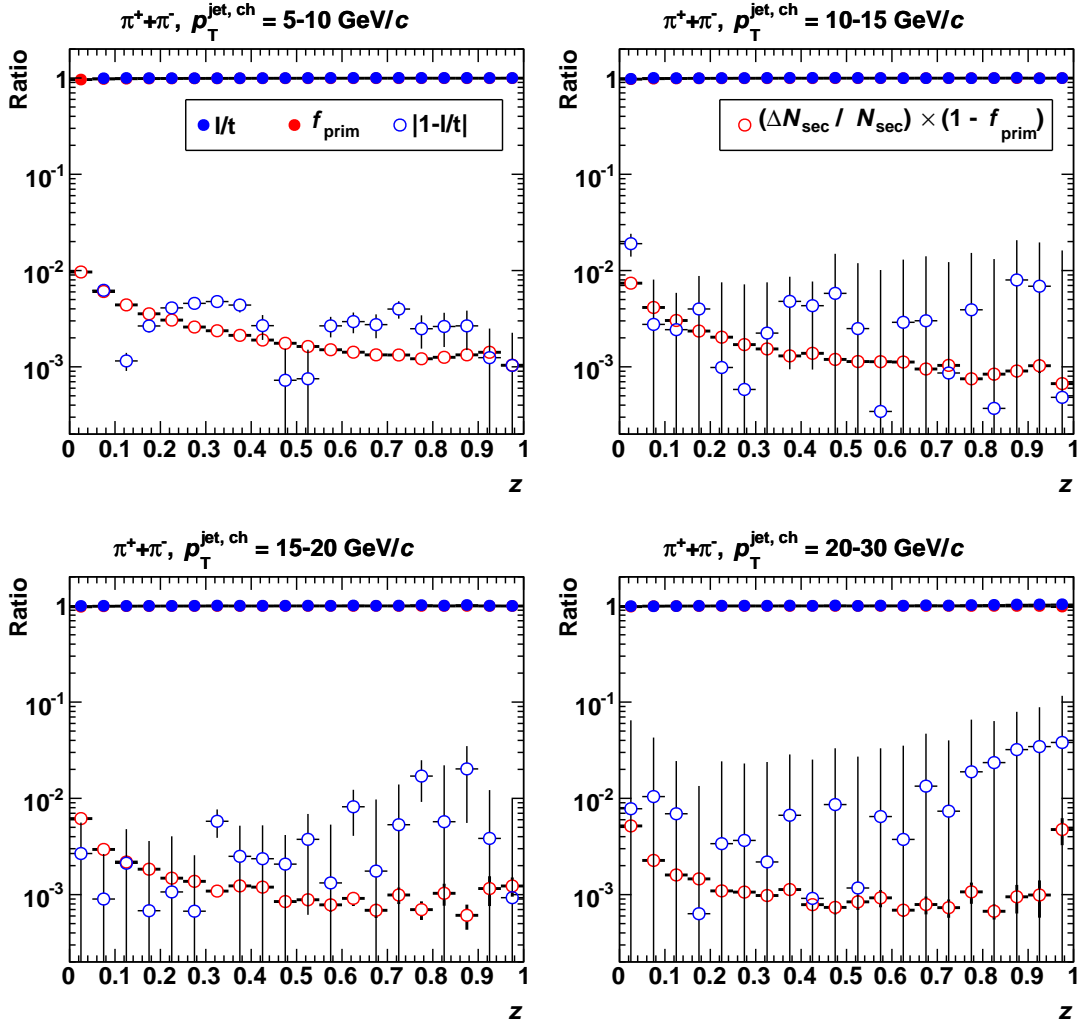 π⁺+π⁻, p_T^jet, ch = 5-10 GeV/c
Ratio
1
10⁻¹
10⁻²
10⁻³
l/t f_prim |1-l/t|
0 0.1 0.2 0.3 0.4 0.5 0.6 0.7 0.8 0.9 1
z
π⁺+π⁻, p_T^jet, ch = 10-15 GeV/c
Ratio
1
10⁻¹
10⁻²
10⁻³
(ΔN_sec / N_sec) × (1 - f_prim)
0 0.1 0.2 0.3 0.4 0.5 0.6 0.7 0.8 0.9 1
z
π⁺+π⁻, p_T^jet, ch = 15-20 GeV/c
Ratio
1
10⁻¹
10⁻²
10⁻³
0 0.1 0.2 0.3 0.4 0.5 0.6 0.7 0.8 0.9 1
z
π⁺+π⁻, p_T^jet, ch = 20-30 GeV/c
Ratio
1
10⁻¹
10⁻²
10⁻³
0 0.1 0.2 0.3 0.4 0.5 0.6 0.7 0.8 0.9 1
z